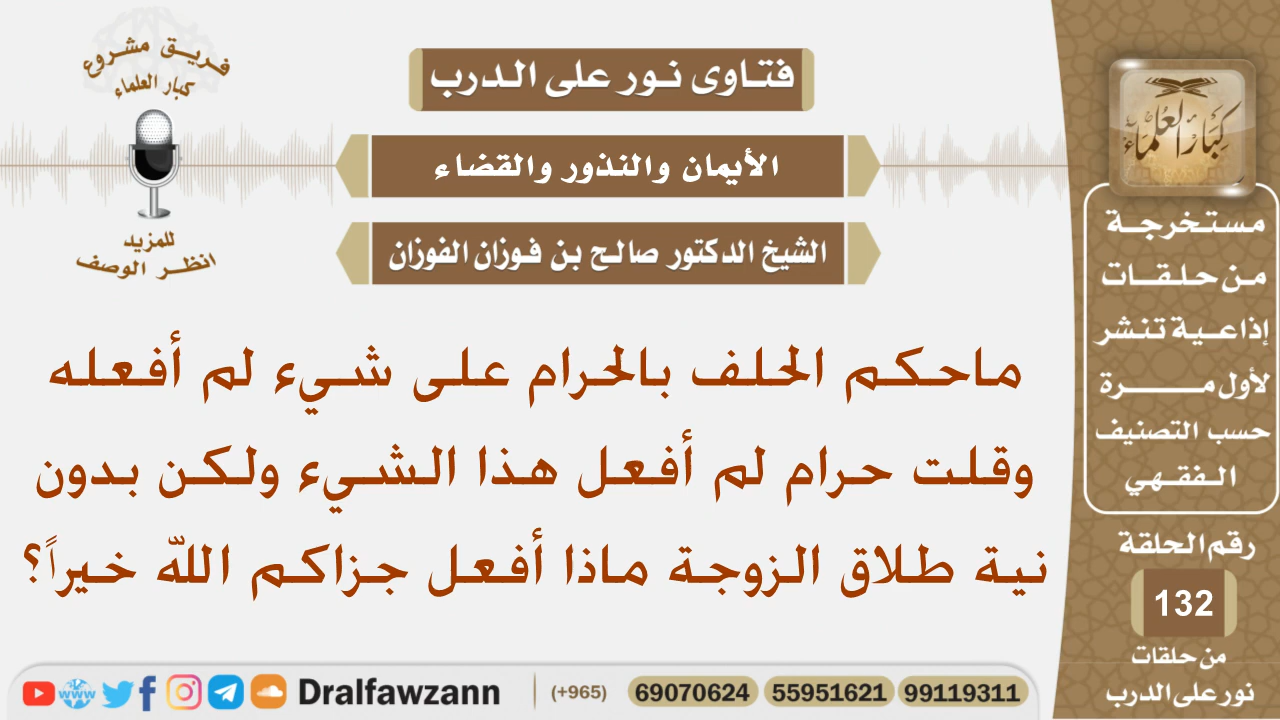 فريق مشروع
كبار العلماء
للمزيد
انظر الوصف
فتاوى نور على الدرب
الأيمان والنذور والقضاء
الشيخ الدكتور صالح بن فوزان الفوزان
ماحكم الحلف بالحرام على شيء لم أفعله
وقلت حرام لم أفعل هذا الشيء ولكن بدون
نية طلاق الزوجة ماذا أفعل جزاكم الله خيراً؟
كبار العلماء
مستخرجة
من حلقات
إذاعية تنشر
لأول مرة
حسب التصنيف
الفقهي
رقم الحلقة
132
من حلقات
نور على الدرب
www Dralfawzann (+965) 69070624 55951621 99119311